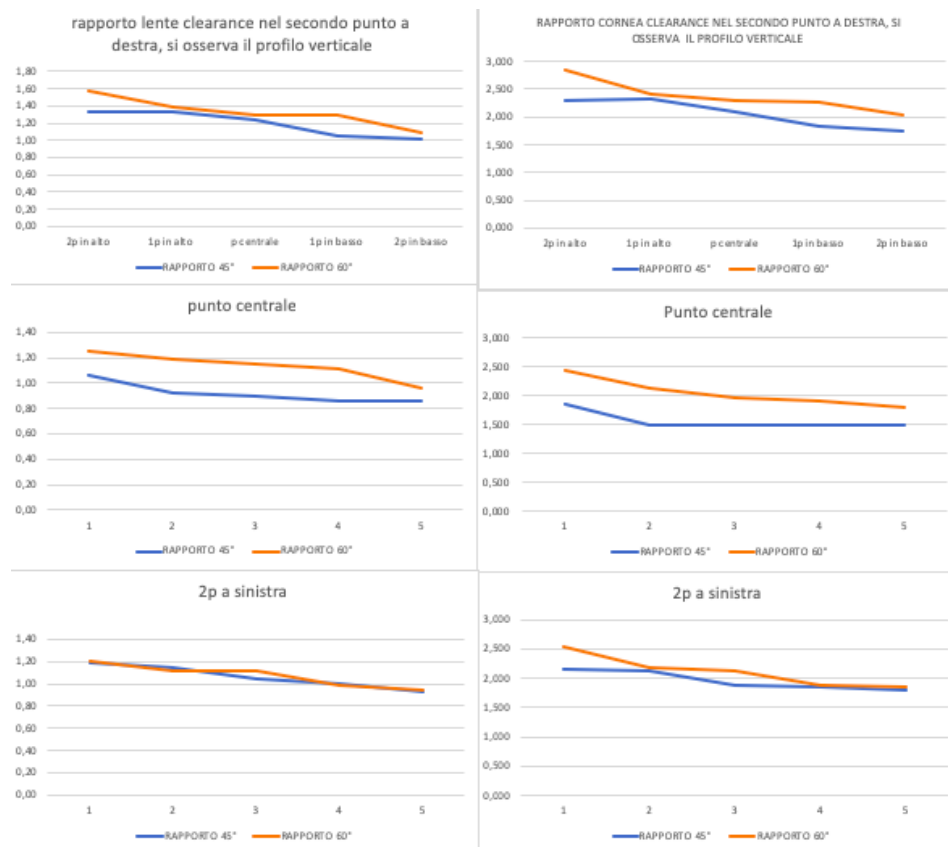 rapporto lente clearance nel secondo punto a
destra, si osserva il profilo verticale
1,80
1,60
1,40
1,20
1,00
0,80
0,60
0,40
0,20
0,00
2p in alto 1p in alto p centrale 1p in basso 2p in basso
RAPPORTO 45° RAPPORTO 60°
RAPPORTO CORNEA CLEARANCE NEL SECONDO PUNTO A DESTRA, SI
OSSERVA IL PROFILO VERTICALE
3,000
2,500
2,000
1,500
1,000
0,500
0,000
2p in alto 1p in alto p centrale 1p in basso 2p in basso
RAPPORTO 45° RAPPORTO 60°
punto centrale
1,40
1,20
1,00
0,80
0,60
0,40
0,20
0,00
1 2 3 4 5
RAPPORTO 45° RAPPORTO 60°
Punto centrale
3,000
2,500
2,000
1,500
1,000
0,500
0,000
1 2 3 4 5
RAPPORTO 45° RAPPORTO 60°
2p a sinistra
1,40
1,20
1,00
0,80
0,60
0,40
0,20
0,00
1 2 3 4 5
RAPPORTO 45° RAPPORTO 60°
2p a sinistra
3,000
2,500
2,000
1,500
1,000
0,500
0,000
1 2 3 4 5
RAPPORTO 45° RAPPORTO 60°